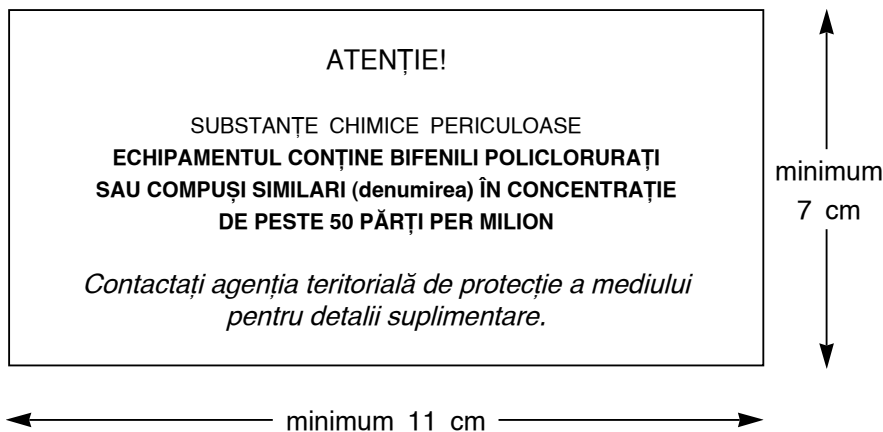 ATENȚIE!
SUBSTANȚE CHIMICE PERICULOASE
ECHIPAMENTUL CONȚINE BIFENILI POLICLORURAȚI
SAU COMPUȘI SIMILARI (denumirea) ÎN CONCENTRAȚIE
DE PESTE 50 PĂRȚI PER MILION
Contactați agenția teritorială de protecție a mediului
pentru detalii suplimentare.
minimum
7 cm
minimum 11 cm